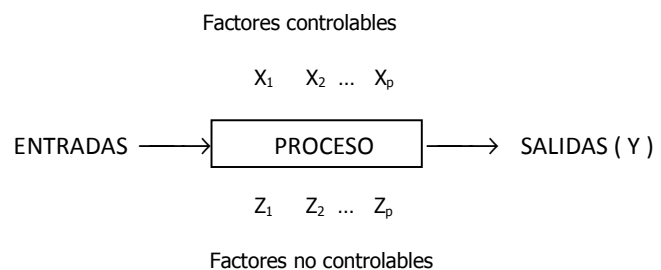 Factores controlables
X₁ X₂ ... Xₚ
ENTRADAS PROCESO SALIDAS ( Y )
Z₁ Z₂ ... Zₚ
Factores no controlables